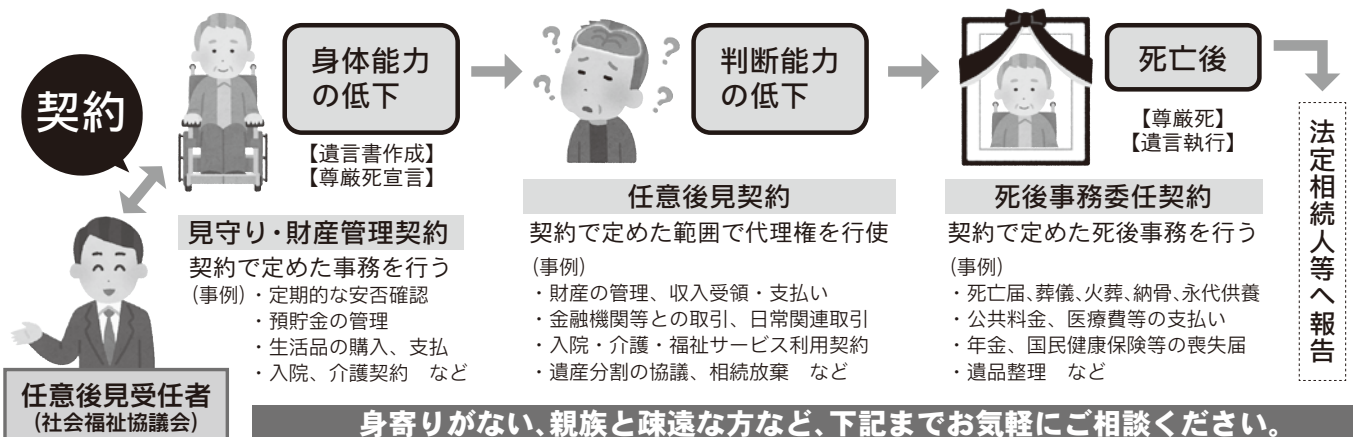 契約
任意後見受任者
(社会福祉協議会)
身体能力
の低下
【遺言書作成】
【尊厳死宣言】
見守り・財産管理契約
契約で定めた事務を行う
(事例)・定期的な安否確認
・預貯金の管理
・生活品の購入、支払
・入院、介護契約 など
? ? ? ?
判断能力
の低下
任意後見契約
契約で定めた範囲で代理権を行使
(事例)
・財産の管理、収入受領・支払い
・金融機関等との取引、日常関連取引
・入院・介護・福祉サービス利用契約
・遺産分割の協議、相続放棄 など
死亡後
【尊厳死】
【遺言執行】
死後事務委任契約
契約で定めた死後事務を行う
(事例)
・死亡届、葬儀、火葬、納骨、永代供養
・公共料金、医療費等の支払い
・年金、国民健康保険等の喪失届
・遺品整理 など
法定相続人等へ報告
身寄りがない、親族と疎遠な方など、下記までお気軽にご相談ください。